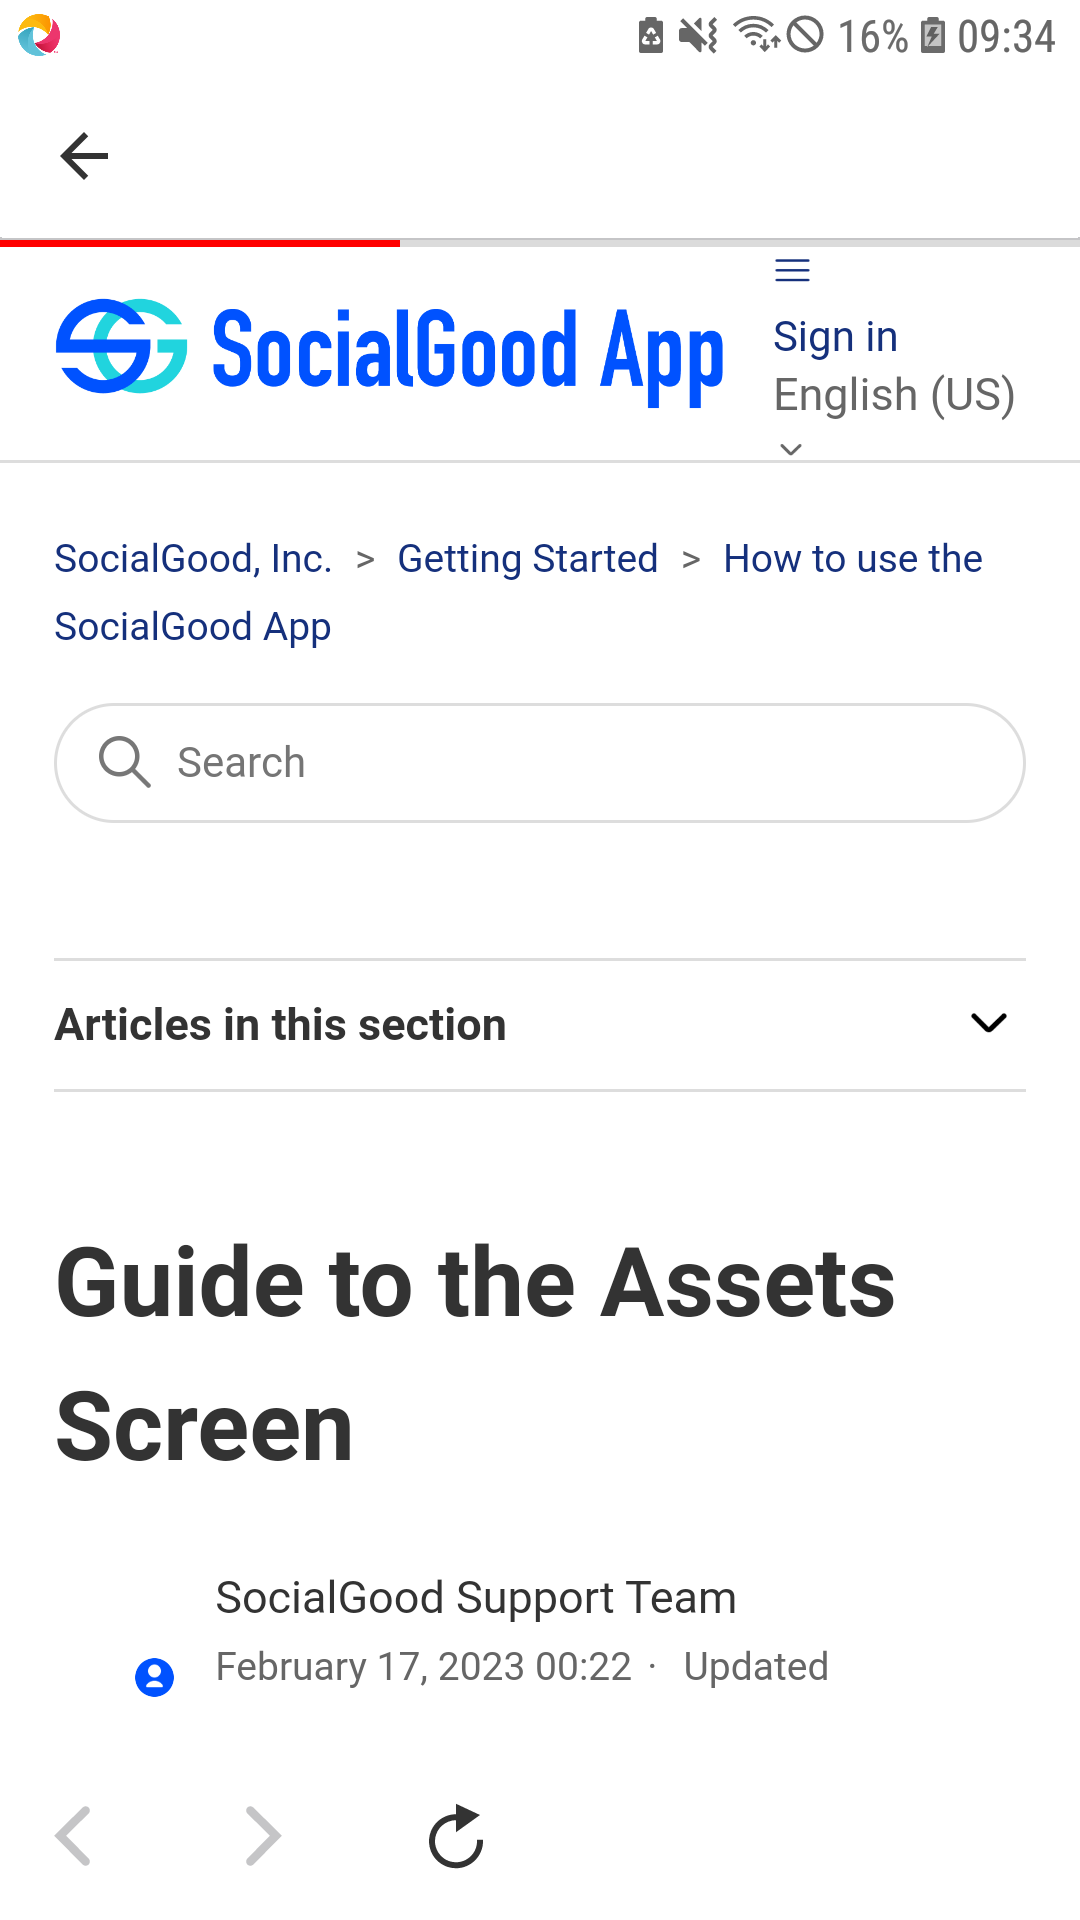 16% 09:34
SocialGood App
Sign in
English (US)
SocialGood, Inc. > Getting Started > How to use the
SocialGood App
Search
Articles in this section
Guide to the Assets
Screen
SocialGood Support Team
February 17, 2023 00:22 · Updated